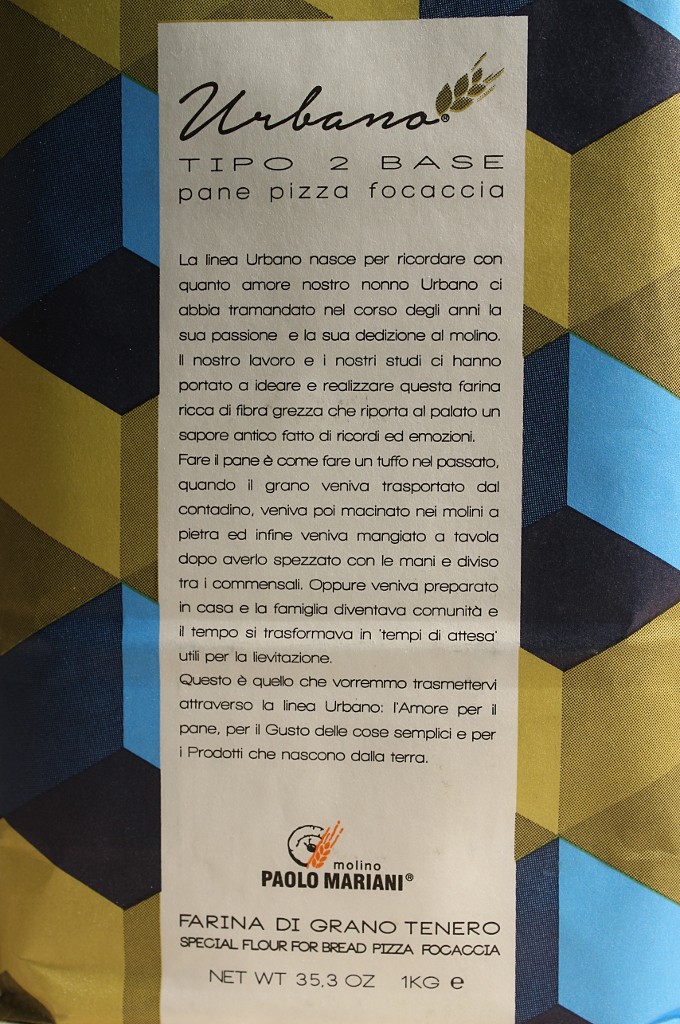 Urbano®
TIPO 2 BASE
pane pizza focaccia
La linea Urbano nasce per ricordare con
quanto amore nostro nonno Urbano ci
abbia tramandato nel corso degli anni la
sua passione e la sua dedizione al molino.
Il nostro lavoro e i nostri studi ci hanno
portato a ideare e realizzare questa farina
ricca di fibra grezza che riporta al palato un
sapore antico fatto di ricordi ed emozioni.
Fare il pane è come fare un tuffo nel passato,
quando il grano veniva trasportato dal
contadino, veniva poi macinato nei molini a
pietra ed infine veniva mangiato a tavola
dopo averlo spezzato con le mani e diviso
tra i commensali. Oppure veniva preparato
in casa e la famiglia diventava comunità e
il tempo si trasformava in 'tempi di attesa'
utili per la lievitazione.
Questo è quello che vorremmo trasmettervi
attraverso la linea Urbano: l'Amore per il
pane, per il Gusto delle cose semplici e per
i Prodotti che nascono dalla terra.
molino
PAOLO MARIANI®
FARINA DI GRANO TENERO
SPECIAL FLOUR FOR BREAD PIZZA FOCACCIA
NET WT 35,3 OZ 1KG ℮